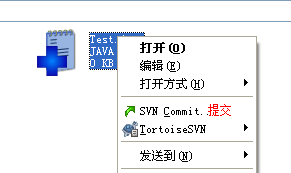 Test.
JAVA
0 KB
打开(O)
编辑(E)
打开方式(H)
SVN Commit..提交
TortoiseSVN
发送到(N)